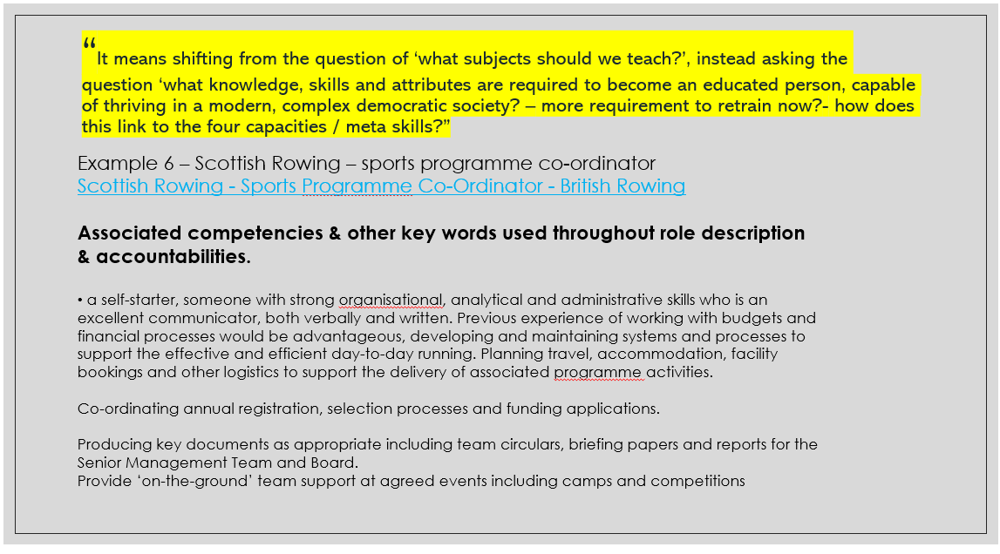 “It means shifting from the question of ‘what subjects should we teach?’, instead asking the
question ‘what knowledge, skills and attributes are required to become an educated person, capable
of thriving in a modern, complex democratic society? – more requirement to retrain now?- how does
this link to the four capacities / meta skills?”
Example 6 – Scottish Rowing – sports programme co-ordinator
Scottish Rowing - Sports Programme Co-Ordinator - British Rowing
Associated competencies & other key words used throughout role description
& accountabilities.
• a self-starter, someone with strong organisational, analytical and administrative skills who is an
excellent communicator, both verbally and written. Previous experience of working with budgets and
financial processes would be advantageous, developing and maintaining systems and processes to
support the effective and efficient day-to-day running. Planning travel, accommodation, facility
bookings and other logistics to support the delivery of associated programme activities.
Co-ordinating annual registration, selection processes and funding applications.
Producing key documents as appropriate including team circulars, briefing papers and reports for the
Senior Management Team and Board.
Provide ‘on-the-ground’ team support at agreed events including camps and competitions